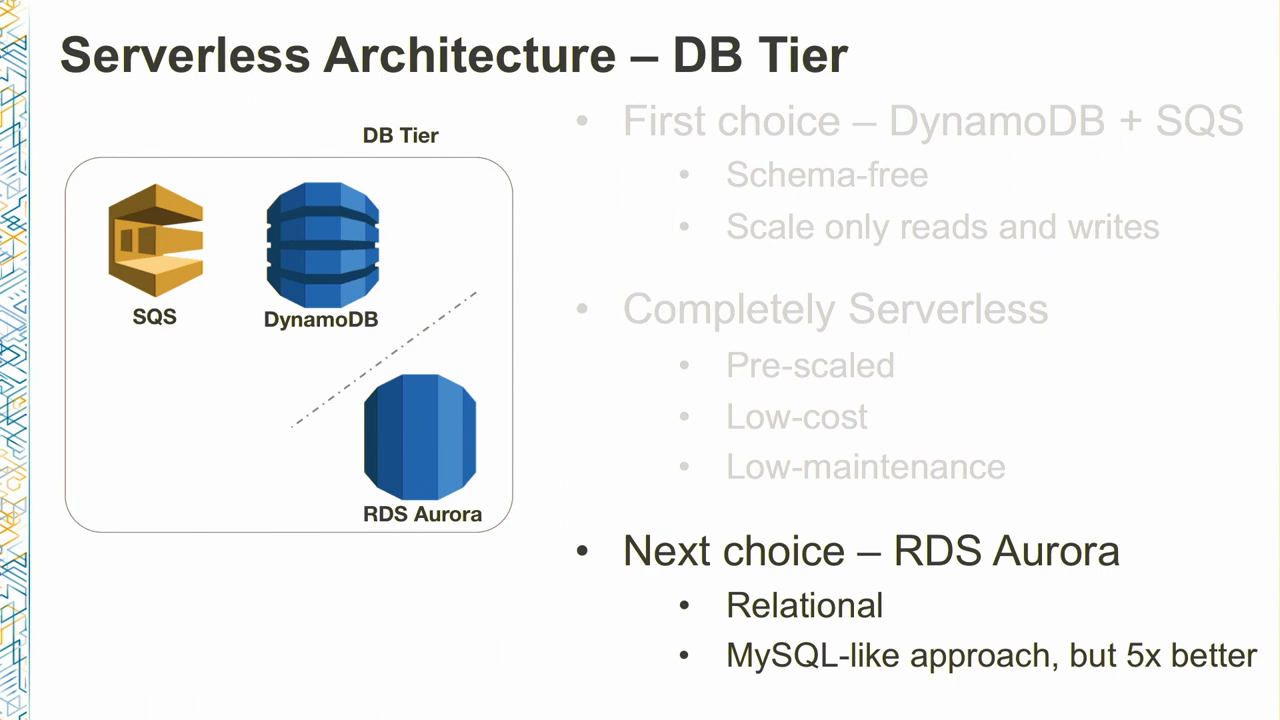 Serverless Architecture – DB Tier
DB Tier
SQS
DynamoDB
RDS Aurora
• First choice – DynamoDB + SQS
• Schema-free
• Scale only reads and writes
• Completely Serverless
• Pre-scaled
• Low-cost
• Low-maintenance
• Next choice – RDS Aurora
• Relational
• MySQL-like approach, but 5x better